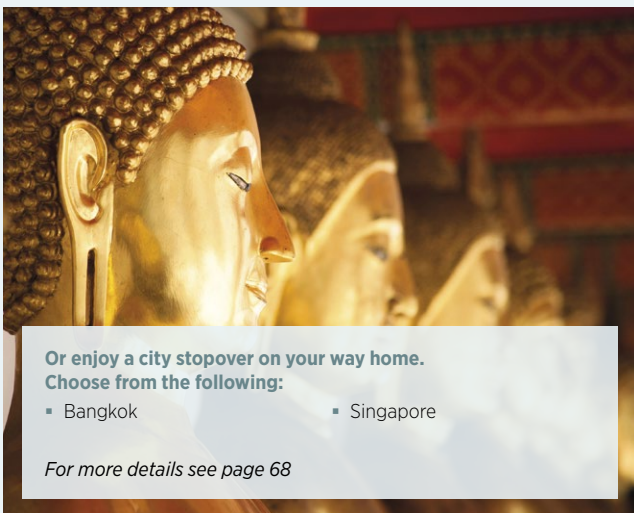 Or enjoy a city stopover on your way home.
Choose from the following:
▪ Bangkok
▪ Singapore
For more details see page 68